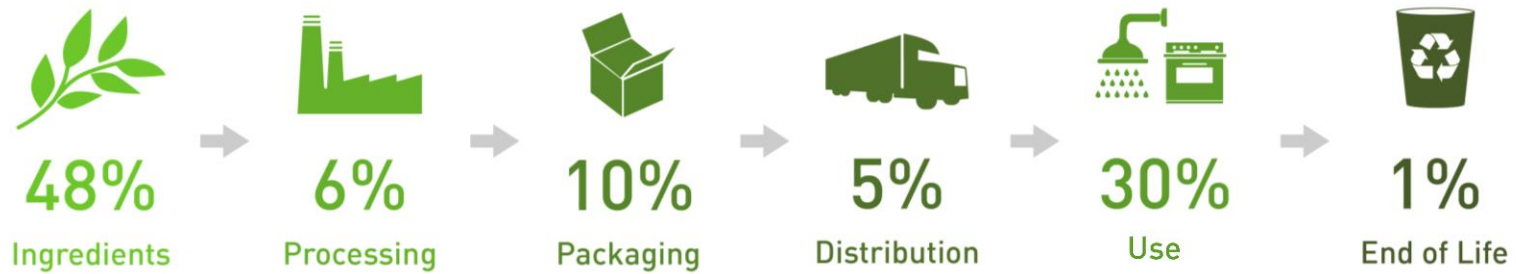 48% 6% 10% 5% 30% 1%
Ingredients Processing Packaging Distribution Use End of Life